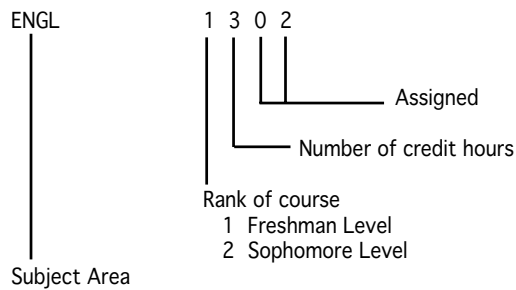 ENGL 1 3 0 2
Assigned
Number of credit hours
Rank of course
1 Freshman Level
2 Sophomore Level
Subject Area